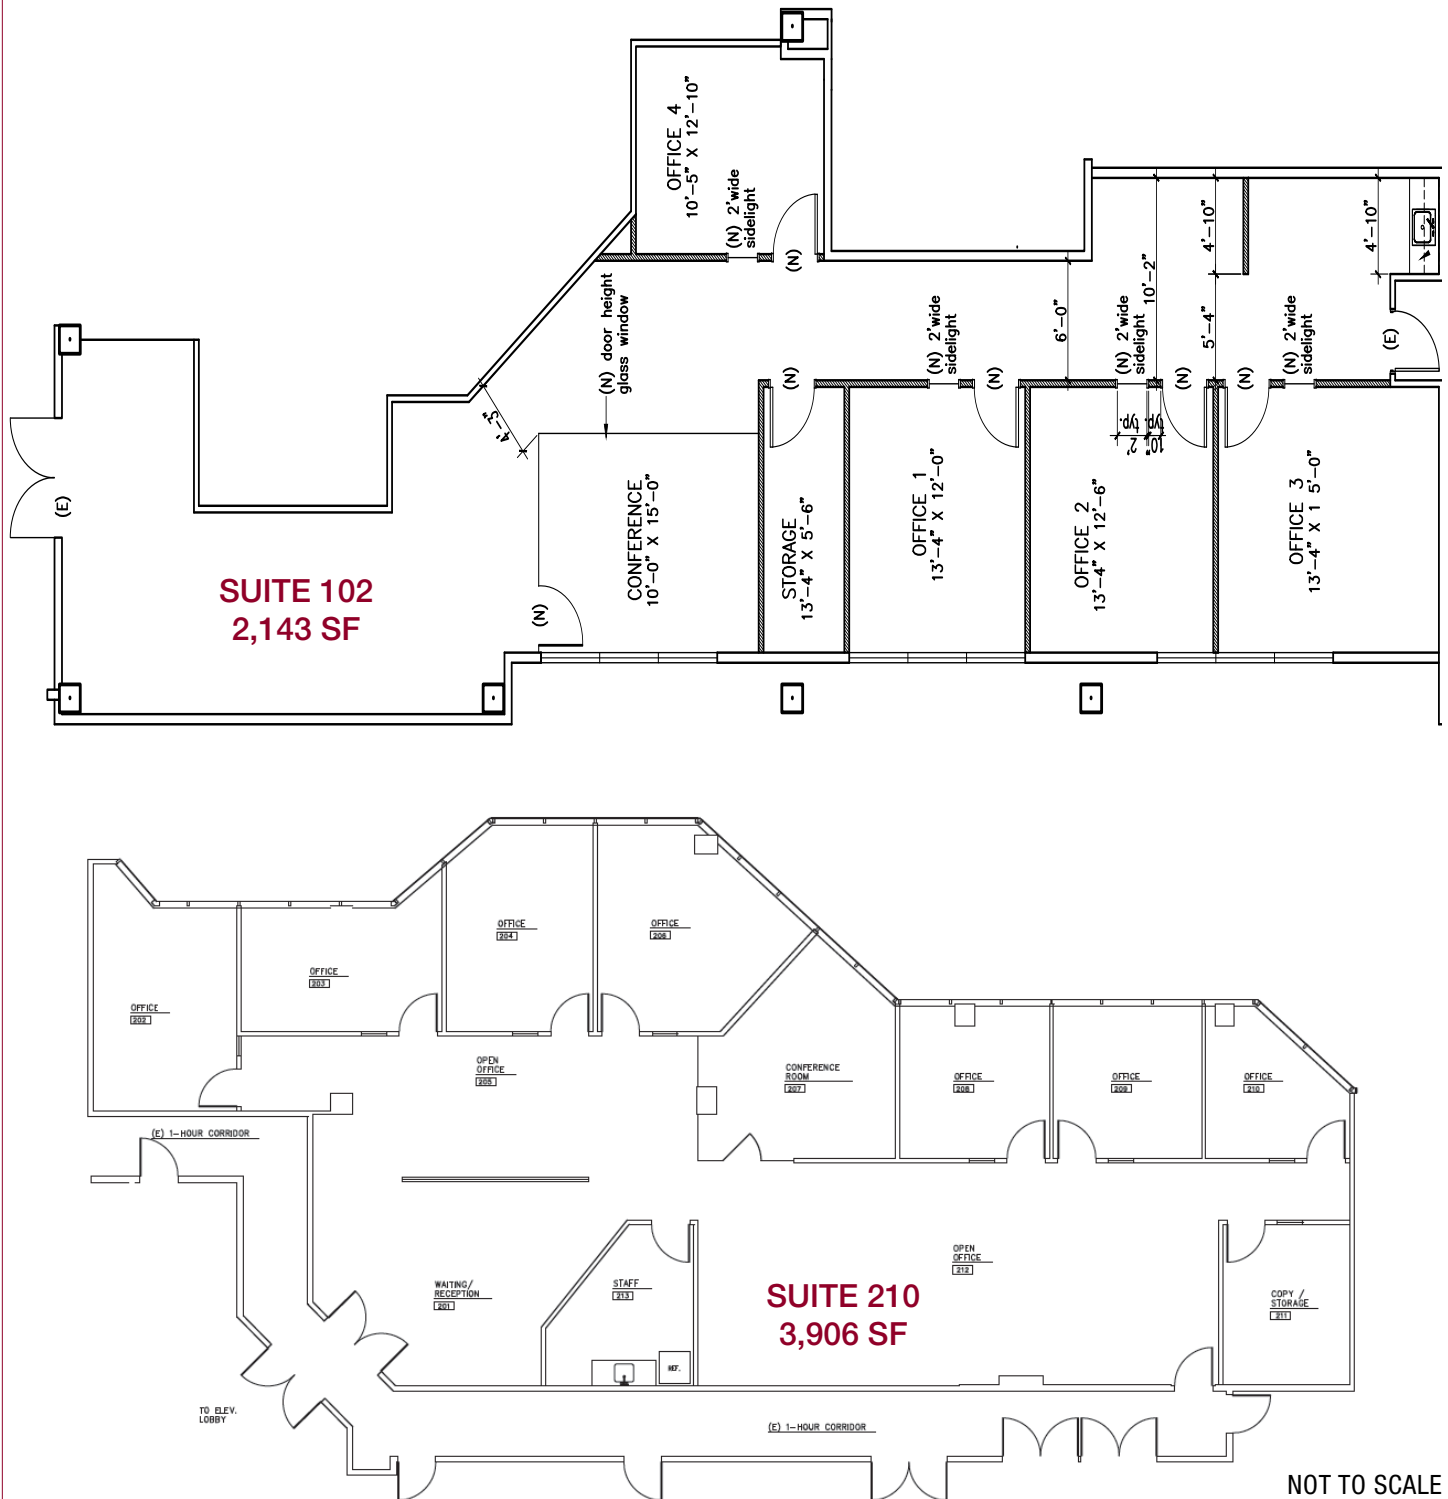 OFFICE 4
10'-5" X 12'-10"
(N) 2'wide
sidelight
(N)
(N) door height
glass window
4'-3"
(E)
CONFERENCE
10'-0" X 15'-0"
(N)
STORAGE
13'-4" X 5'-6"
(N)
OFFICE 1
13'-4" X 12'-0"
(N) 2'wide
sidelight
(N)
6'-0"
10'-2"
(N) 2'wide
sidelight
2'
typ.
10"
typ.
(N)
OFFICE 2
13'-4" X 12'-6"
4'-10"
5'-4"
(N)
(N) 2'wide
sidelight
OFFICE 3
13'-4" X 1 5'-0"
4'-10"
(E)
SUITE 102
2,143 SF
OFFICE
202
OFFICE
203
OFFICE
204
OFFICE
206
OPEN
OFFICE
205
CONFERENCE
ROOM
207
OFFICE
208
OFFICE
209
OFFICE
210
(E) 1-HOUR CORRIDOR
WAITING/
RECEPTION
201
STAFF
213
REF.
OPEN
OFFICE
212
COPY /
STORAGE
211
SUITE 210
3,906 SF
TO ELEV.
LOBBY
(E) 1-HOUR CORRIDOR
NOT TO SCALE